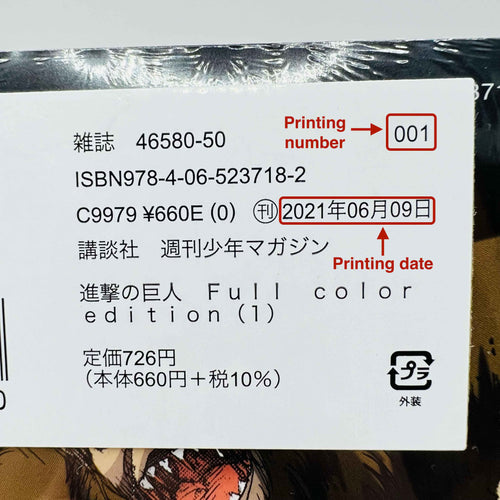 Printing
number
雑誌 46580-50
001
ISBN978-4-06-523718-2
C9979 ¥660E (0) ㊞2021年06月09日
講談社 週刊少年マガジン
Printing date
進撃の巨人 Full color
edition(1)
定価726円
(本体660円+税10%)
プラ
外装